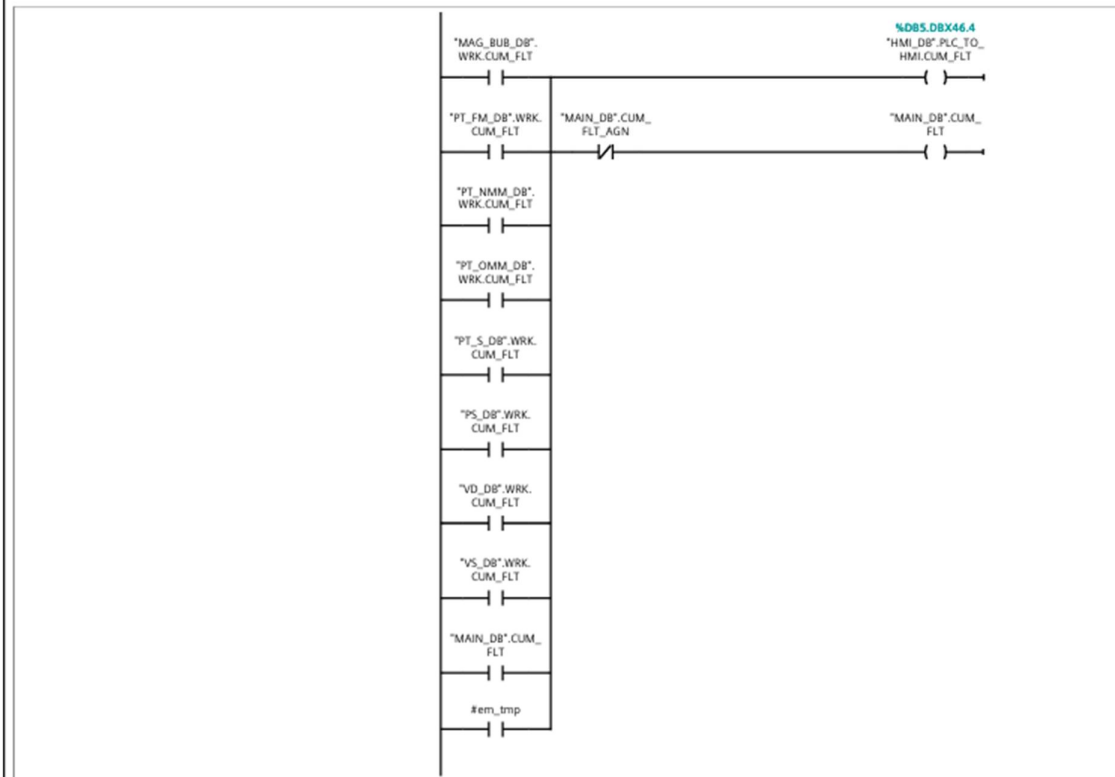 %DB5.DBX46.4
"MAG_BUB_DB".
WRK.CUM_FLT
"HMI_DB".PLC_TO_
HMI.CUM_FLT
"PT_FM_DB".WRK.
CUM_FLT
"MAIN_DB".CUM_
FLT_AGN
"MAIN_DB".CUM_
FLT
"PT_NMM_DB".
WRK.CUM_FLT
"PT_OMM_DB".
WRK.CUM_FLT
"PT_S_DB".WRK.
CUM_FLT
"PS_DB".WRK.
CUM_FLT
"VD_DB".WRK.
CUM_FLT
"VS_DB".WRK.
CUM_FLT
"MAIN_DB".CUM_
FLT
#em_tmp